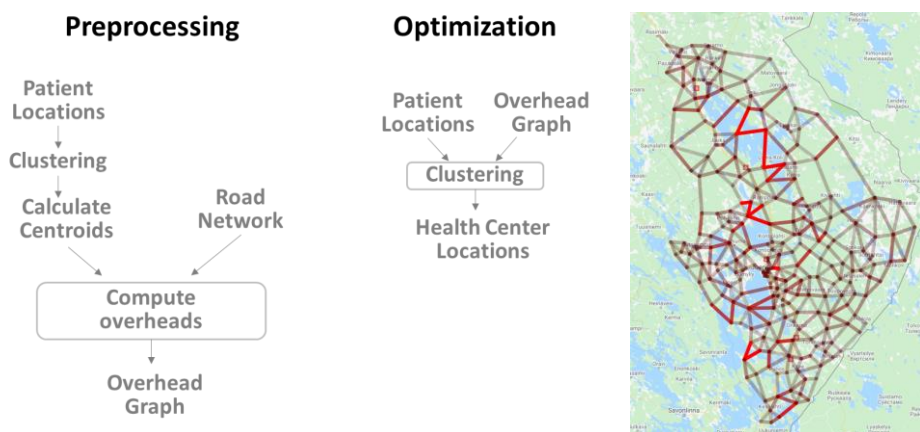 Preprocessing
Patient
Locations
Clustering
Calculate
Centroids
Road
Network
Compute
overheads
Overhead
Graph
Optimization
Patient
Locations
Overhead
Graph
Clustering
Health Center
Locations
Savonlinna